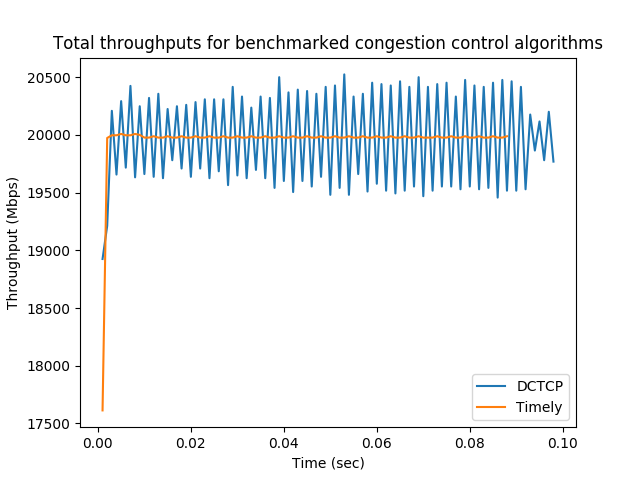 Total throughputs for benchmarked congestion control algorithms
20500
20000
19500
19000
18500
18000
17500
Throughput (Mbps)
DCTCP
Timely
0.00 0.02 0.04 0.06 0.08 0.10
Time (sec)